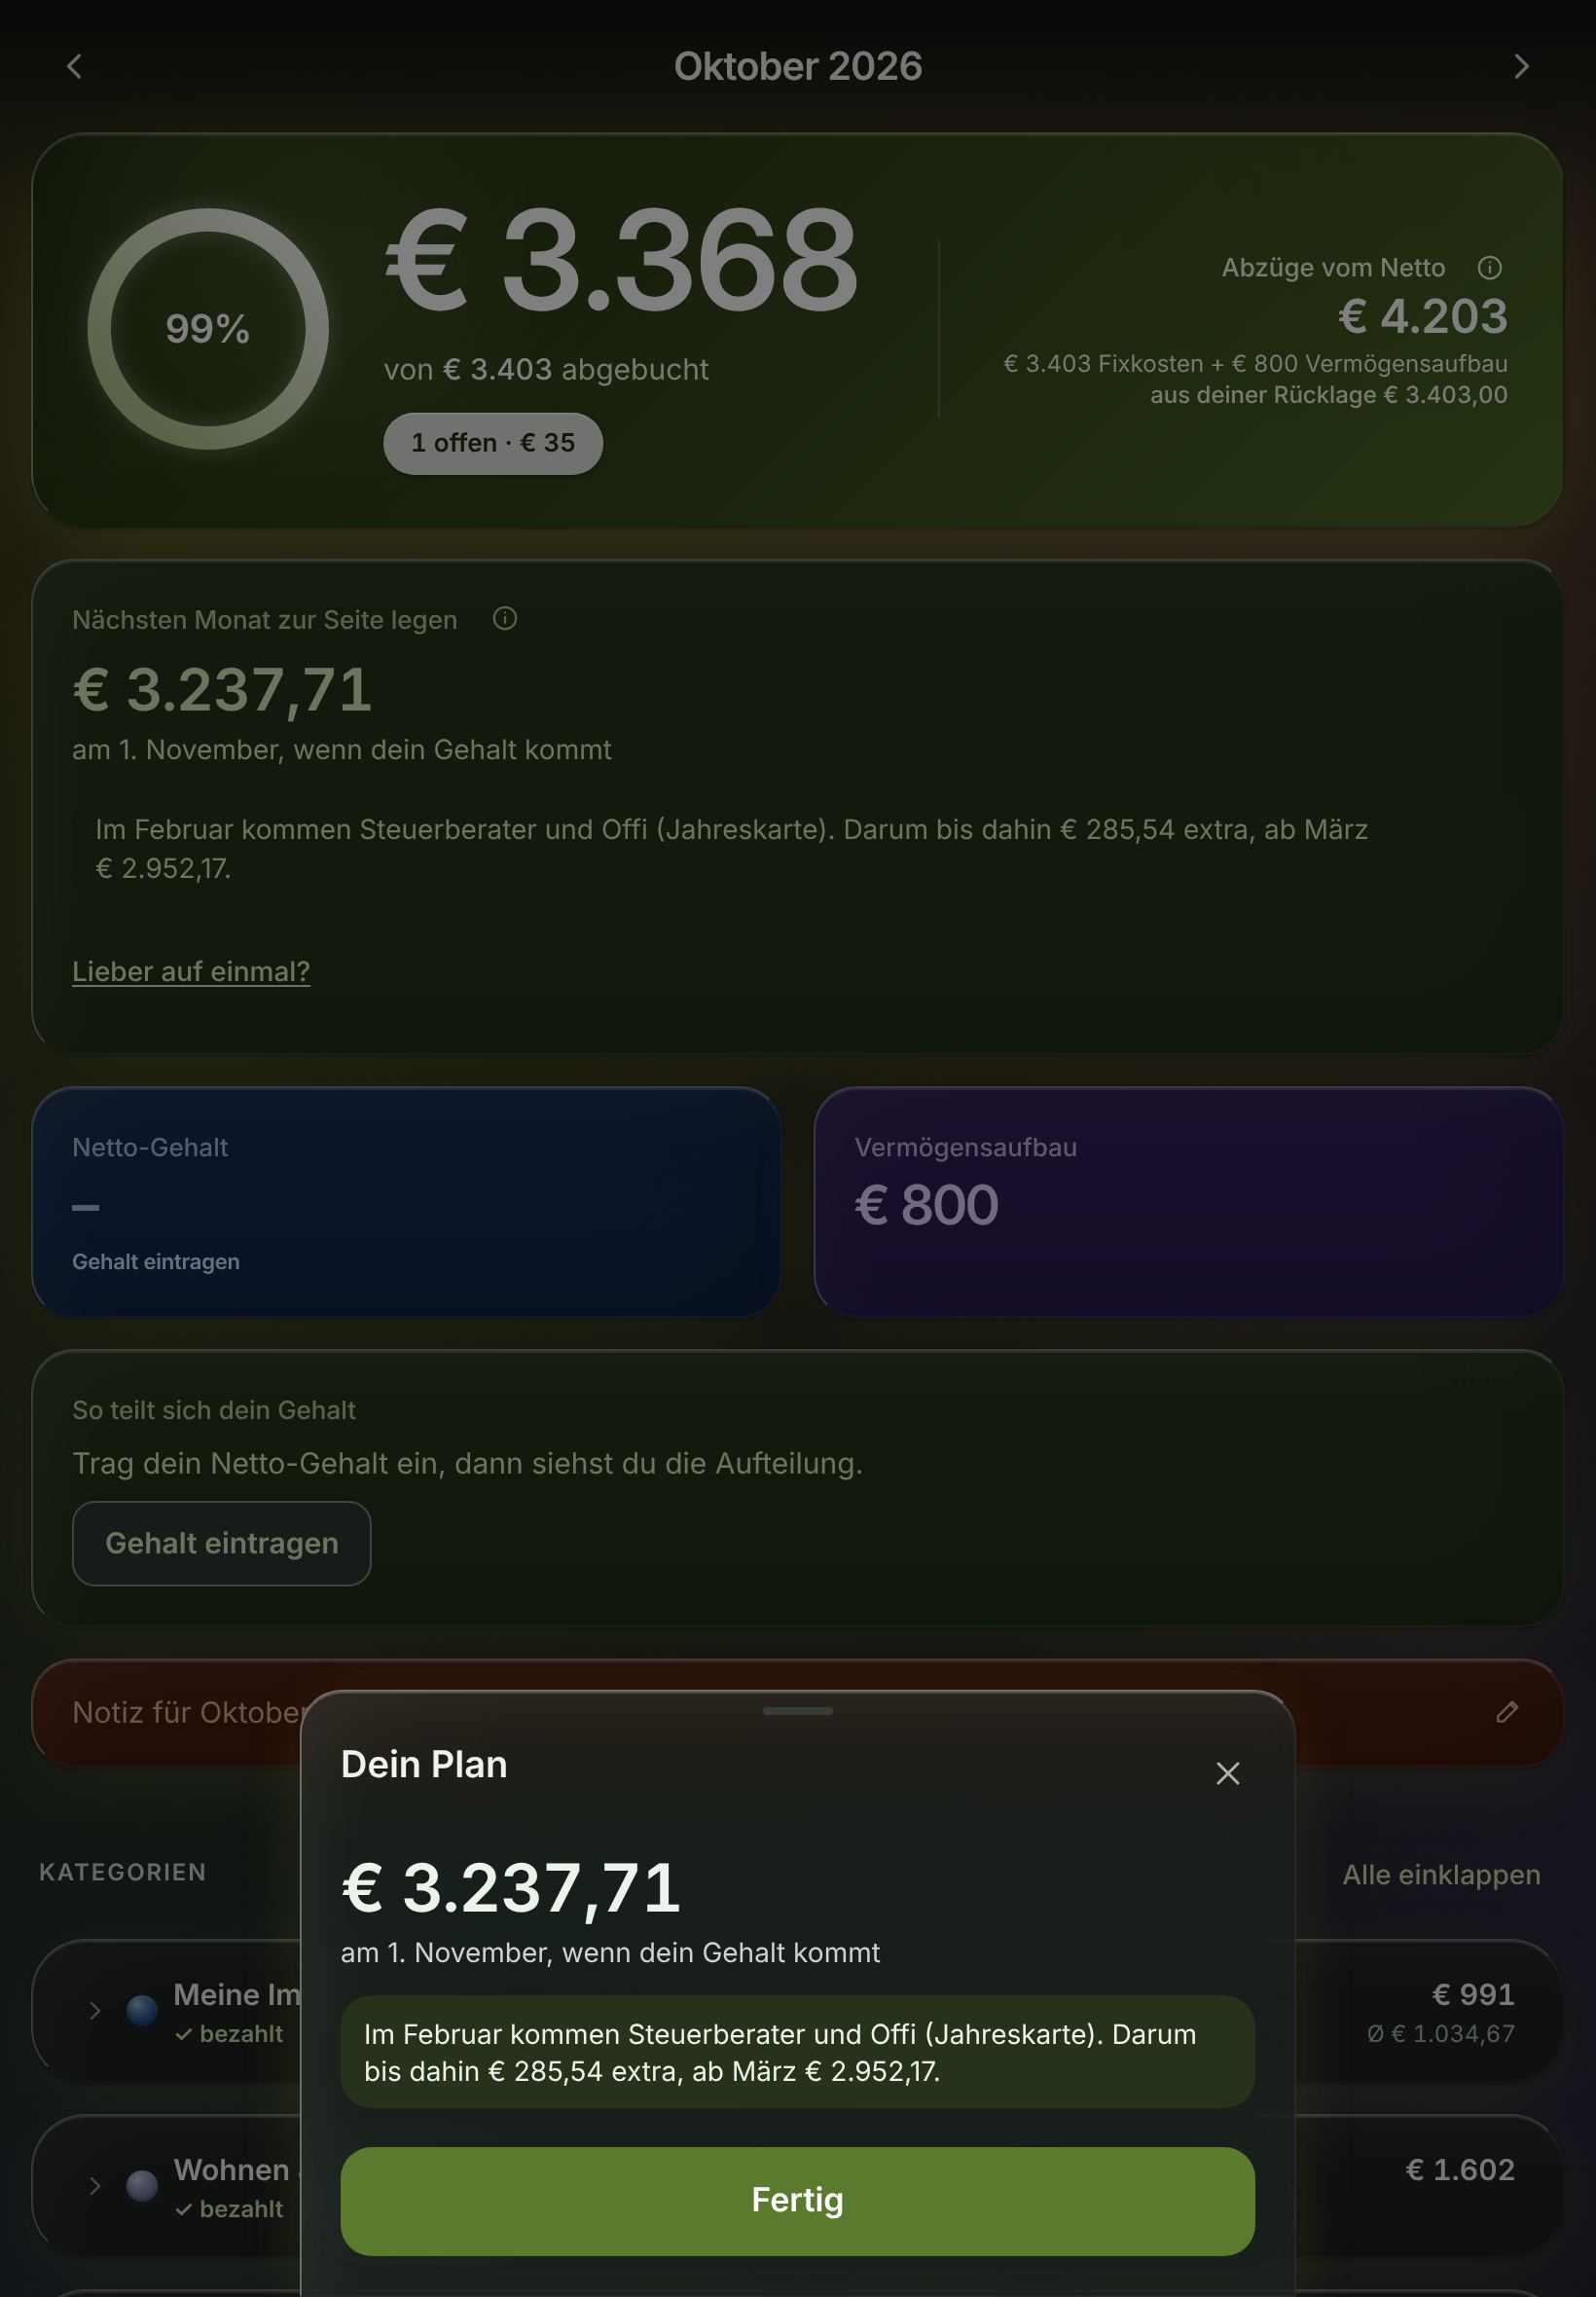 Oktober 2026
99%
€ 3.368
von € 3.403 abgebucht
1 offen · € 35
Abzüge vom Netto
€ 4.203
€ 3.403 Fixkosten + € 800 Vermögensaufbau
aus deiner Rücklage € 3.403,00
Nächsten Monat zur Seite legen
€ 3.237,71
am 1. November, wenn dein Gehalt kommt
Im Februar kommen Steuerberater und Offi (Jahreskarte). Darum bis dahin € 285,54 extra, ab März
€ 2.952,17.
Lieber auf einmal?
Netto-Gehalt
–
Gehalt eintragen
Vermögensaufbau
€ 800
So teilt sich dein Gehalt
Trag dein Netto-Gehalt ein, dann siehst du die Aufteilung.
Gehalt eintragen
Notiz für Oktober
Dein Plan
€ 3.237,71
am 1. November, wenn dein Gehalt kommt
Im Februar kommen Steuerberater und Offi (Jahreskarte). Darum
bis dahin € 285,54 extra, ab März € 2.952,17.
Fertig
KATEGORIEN
Alle einklappen
Meine Im
✓ bezahlt
€ 991
Ø € 1.034,67
Wohnen
✓ bezahlt
€ 1.602